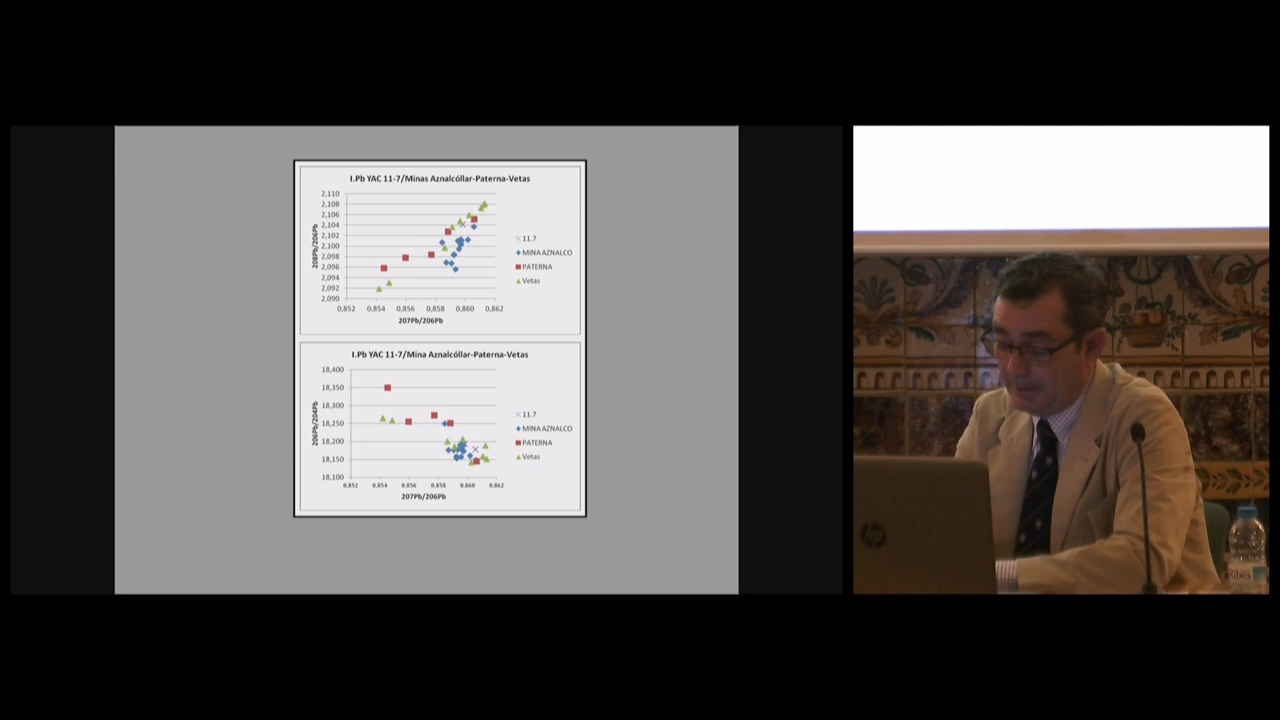 I.Pb YAC 11-7/Minas Aznalcóllar-Paterna-Vetas
2,110
2,108
2,106
2,104
2,102
2,100
2,098
2,096
2,094
2,092
2,090
208Pb/206Pb
0,852 0,854 0,856 0,858 0,860 0,862
207Pb/206Pb
11.7
MINA AZNALCO
PATERNA
Vetas
I.Pb YAC 11-7/Mina Aznalcóllar-Paterna-Vetas
18,400
18,350
18,300
18,250
18,200
18,150
18,100
206Pb/204Pb
0,852 0,854 0,856 0,858 0,860 0,862
207Pb/206Pb
11.7
MINA AZNALCO
PATERNA
Vetas
hp
Ribes